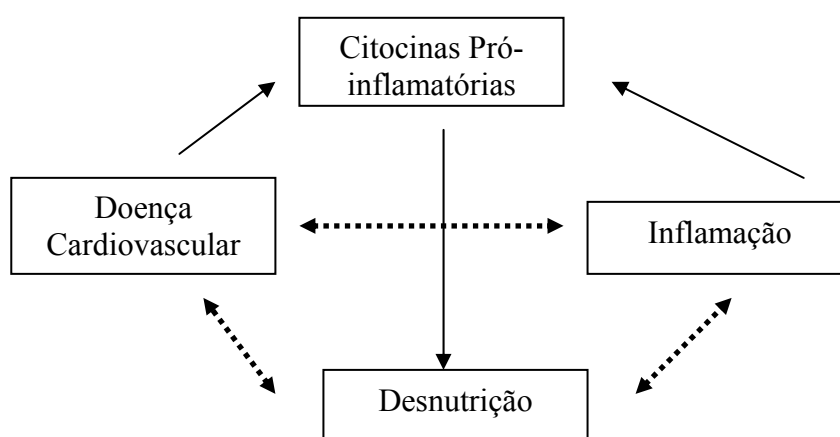 Citocinas Pró-
inflamatórias
Doença
Cardiovascular
Inflamação
Desnutrição